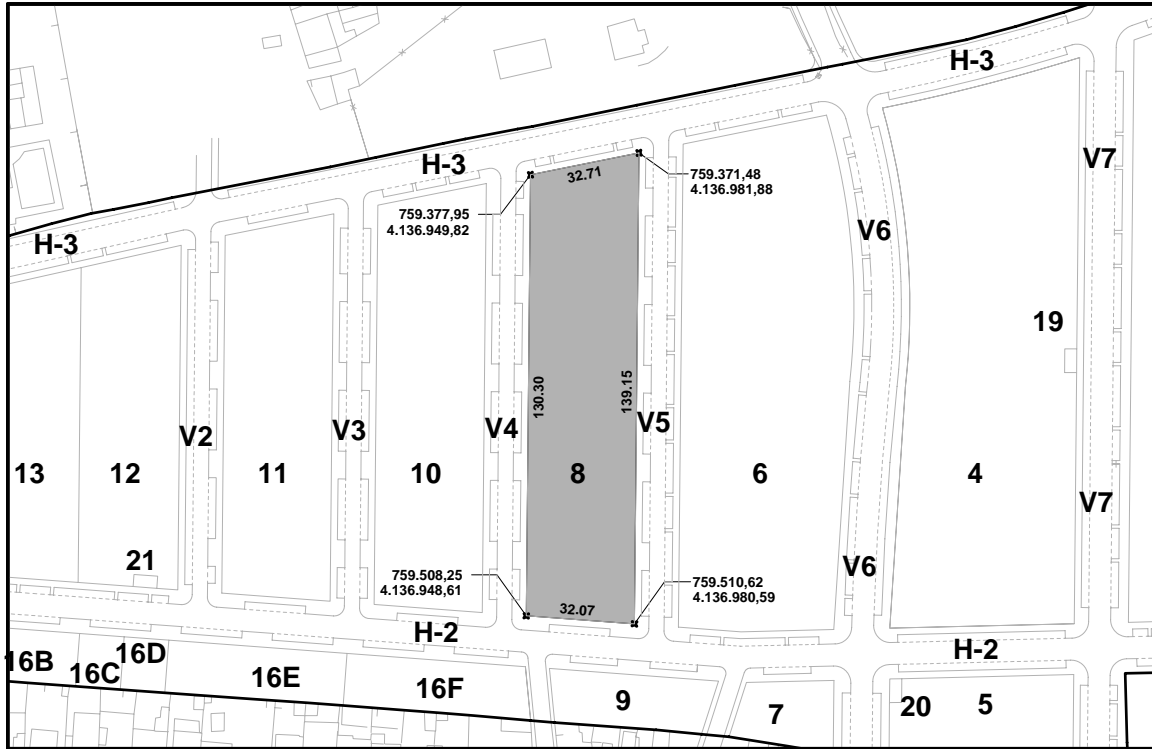 H-3
V7
H-3
32.71
759.371,48
4.136.981,88
759.377,95
4.136.949,82
V6
H-3
19
130.30
139.15
V2
V3
V4
V5
13
12
11
10
8
6
4
V7
21
V6
759.508,25
4.136.948,61
759.510,62
4.136.980,59
32.07
H-2
H-2
16B
16D
16C
16E
16F
9
7
20
5